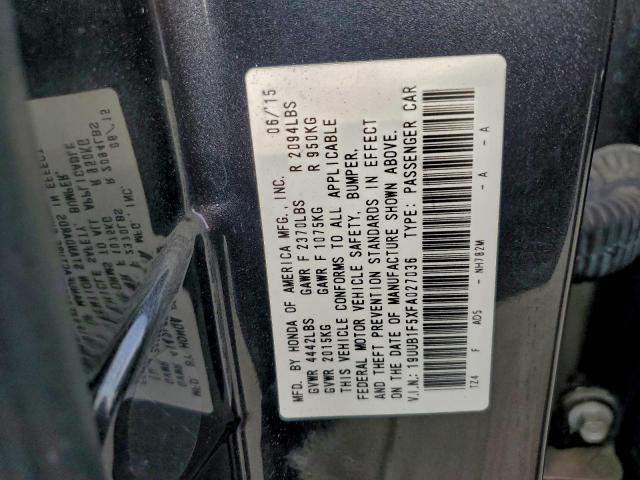 MFD. BY HONDA OF AMERICA MFG., INC. 06/15
GVWR 4442LBS GAWR F 2370LBS R 2094LBS
GVWR 2015KG GAWR F 1075KG R 950KG
THIS VEHICLE CONFORMS TO ALL APPLICABLE
FEDERAL MOTOR VEHICLE SAFETY, BUMPER,
AND THEFT PREVENTION STANDARDS IN EFFECT
ON THE DATE OF MANUFACTURE SHOWN ABOVE.
V.I.N.: 19UUB1F5XFA027036 TYPE: PASSENGER CAR
TZ4 F AD5 - NH782M - A - A